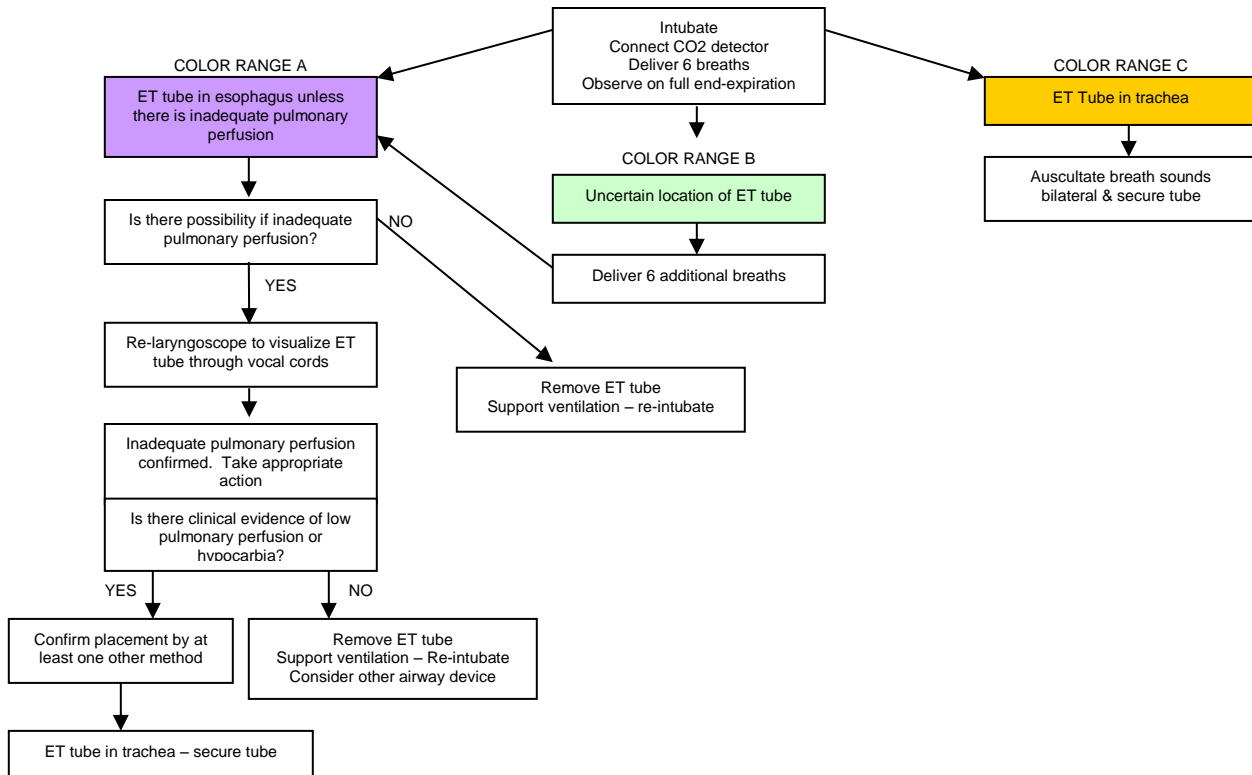 Intubate
Connect CO2 detector
Deliver 6 breaths
Observe on full end-expiration
COLOR RANGE A
ET tube in esophagus unless
there is inadequate pulmonary
perfusion
COLOR RANGE C
ET Tube in trachea
COLOR RANGE B
Uncertain location of ET tube
Auscultate breath sounds
bilateral & secure tube
Is there possibility if inadequate
pulmonary perfusion?
NO
Deliver 6 additional breaths
YES
Re-laryngoscope to visualize ET
tube through vocal cords
Remove ET tube
Support ventilation – re-intubate
Inadequate pulmonary perfusion
confirmed.  Take appropriate
action
Is there clinical evidence of low
pulmonary perfusion or
hypocarbia?
YES
NO
Confirm placement by at
least one other method
Remove ET tube
Support ventilation – Re-intubate
Consider other airway device
ET tube in trachea – secure tube